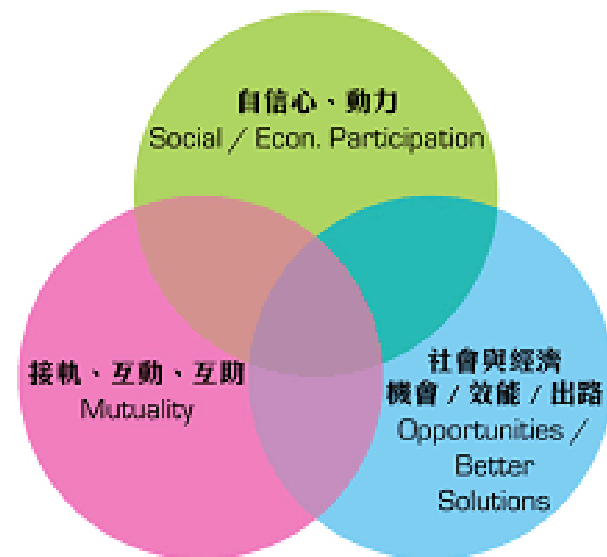 自信心、動力
Social / Econ. Participation
接軌、互動、互助
Mutuality
社會與經濟
機會 / 效能 / 出路
Opportunities /
Better
Solutions